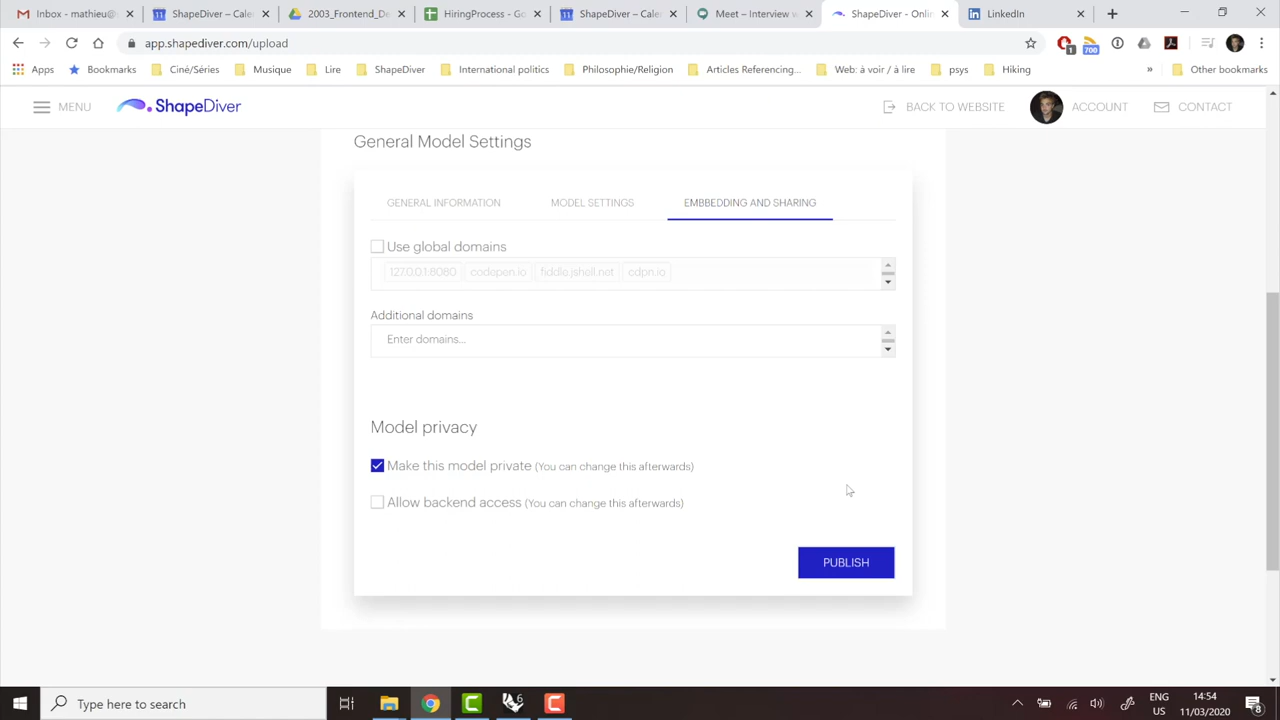 Inbox - mathieu@
ShapeDiver – Cale
2003_Frontend_De
HiringProcess - Go
ShapeDiver – Cale
Meet – Interview w
ShapeDiver - Onli
LinkedIn
app.shapediver.com/upload
1
700
Apps
Bookmarks
Ciné/Séries
Musique
Lire
ShapeDiver
International politics
Philosophie/Religion
Articles Referencing...
Web: à voir / à lire
psys
Hiking
»
Other bookmarks
MENU
ShapeDiver
BACK TO WEBSITE
ACCOUNT
CONTACT
General Model Settings
GENERAL INFORMATION
MODEL SETTINGS
EMBBEDDING AND SHARING
Use global domains
127.0.0.1:8080 codepen.io fiddle.jshell.net cdpn.io
Additional domains
Enter domains...
Model privacy
Make this model private (You can change this afterwards)
Allow backend access (You can change this afterwards)
PUBLISH
Type here to search
6
ENG
US
14:54
11/03/2020
8